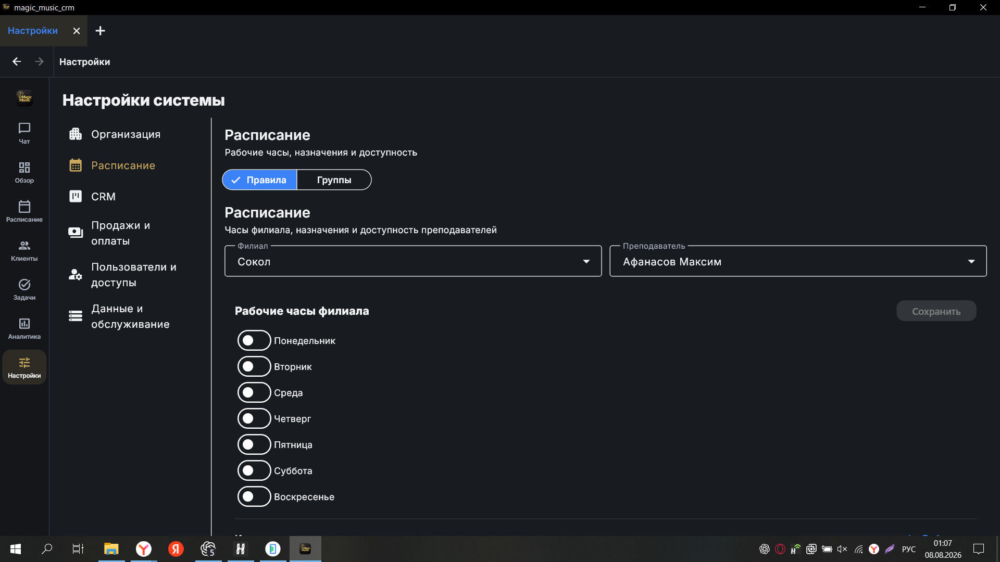 magic_music_crm
Настройки
Настройки
Magic Music
Чат
Обзор
Расписание
Клиенты
Задачи
Аналитика
Настройки
Настройки системы
Организация
Расписание
CRM
Продажи и
оплаты
Пользователи и
доступы
Данные и
обслуживание
Расписание
Рабочие часы, назначения и доступность
Правила
Группы
Расписание
Часы филиала, назначения и доступность преподавателей
Филиал
Сокол
Преподаватель
Афанасов Максим
Рабочие часы филиала
Сохранить
Понедельник
Вторник
Среда
Четверг
Пятница
Суббота
Воскресенье
РУС
01:07
08.08.2026